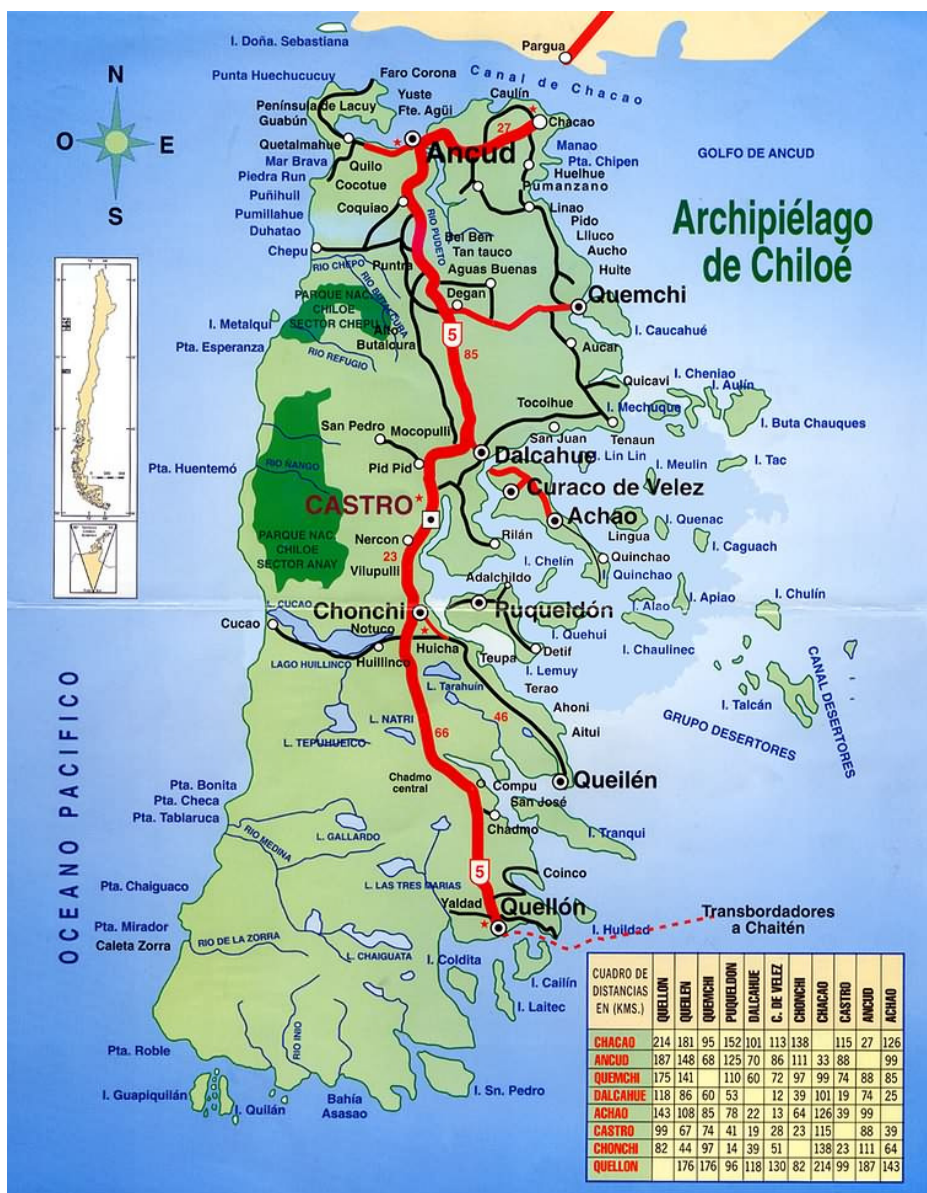 I. Doña. Sebastiana
Pargua
N
O
E
S
Punta Huechucucuy
Faro Corona
Canal de Chacao
Península de Lacuy
Guabún
Yuste
Fte. Agüi
Caulín
Chacao
27
Quetalmahue
Ancud
Mar Brava
Quilo
Manao
Pta. Chipen
GOLFO DE ANCUD
Piedra Run
Cocotue
Huelhue
Pumanzano
Puñihuil
Coquiao
Linao
Pumillahue
RIO PUDETO
Pido
Duhatao
Lliuco
Archipiélago
de Chiloé
Chepu
Bel Ben
Tan tauco
Aucho
RIO CHEPO
Puntra
Aguas Buenas
Huite
RIO BUTACCURA
Degan
Quemchi
PARQUE NAC.
CHILOE
SECTOR CHEPU
I. Metalqui
Alto
Butalcura
5
85
I. Caucahué
Pta. Esperanza
RIO REFUGIO
Aucar
I. Cheniao
Quicavi
I. Aulín
Tocoihue
I. Mechuque
I. Buta Chauques
San Pedro
Mocopulli
San Juan
Tenaun
Dalcahue
I. Lin Lin
Pta. Huentemó
RIO ÑANGO
Pid Pid
I. Meulin
I. Tac
Curaco de Velez
CASTRO
Achao
I. Quenac
PARQUE NAC.
CHILOE
SECTOR ANAY
Nercon
Rilán
Lingua
I. Caguach
23
Vilupulli
I. Chelín
Quinchao
Adalchildo
I. Quinchao
L. CUCAO
Chonchi
Puqueldón
I. Alao
I. Apiao
I. Chulín
Cucao
Notuco
I. Quehui
LAGO HUILLINCO
Huillinco
Huicha
Teupa
Detif
I. Chaulinec
I. Lemuy
L. Tarahuín
Terao
I. Talcán
CANAL DESERTORES
L. NATRI
46
Ahoni
GRUPO DESERTORES
L. TEPUHUEICO
66
Aitui
OCEANO PACIFICO
Pta. Bonita
Chadmo
central
Compu
Queilén
Pta. Checa
San José
Pta. Tablaruca
RIO MEDINA
L. GALLARDO
Chadmo
I. Tranqui
Pta. Chaiguaco
L. LAS TRES MARIAS
5
Coinco
Yaldad
Quellón
Transbordadores
a Chaitén
Pta. Mirador
Caleta Zorra
RIO DE LA ZORRA
I. Huildad
L. CHAIGUATA
I. Coldita
I. Cailín
I. Laitec
Pta. Roble
RIO INIO
I. Guapiquilán
I. Quilán
Bahía
Asasao
I. Sn. Pedro
CUADRO DE
DISTANCIAS
EN (KMS.)
QUELLON QUEILEN QUEMCHI PUQUELDON DALCAHUE C. DE VELEZ CHONCHI CHACAO CASTRO ANCUD ACHAO
CHACAO 214 181 95 152 101 113 138 115 27 126
ANCUD 187 148 68 125 70 86 111 33 88 99
QUEMCHI 175 141 110 60 72 97 99 74 88 85
DALCAHUE 118 86 60 53 12 39 101 19 74 25
ACHAO 143 108 85 78 22 13 64 126 39 99
CASTRO 99 67 74 41 19 28 23 115 88 39
CHONCHI 82 44 97 14 39 51 138 23 111 64
QUELLON 176 176 96 118 130 82 214 99 187 143